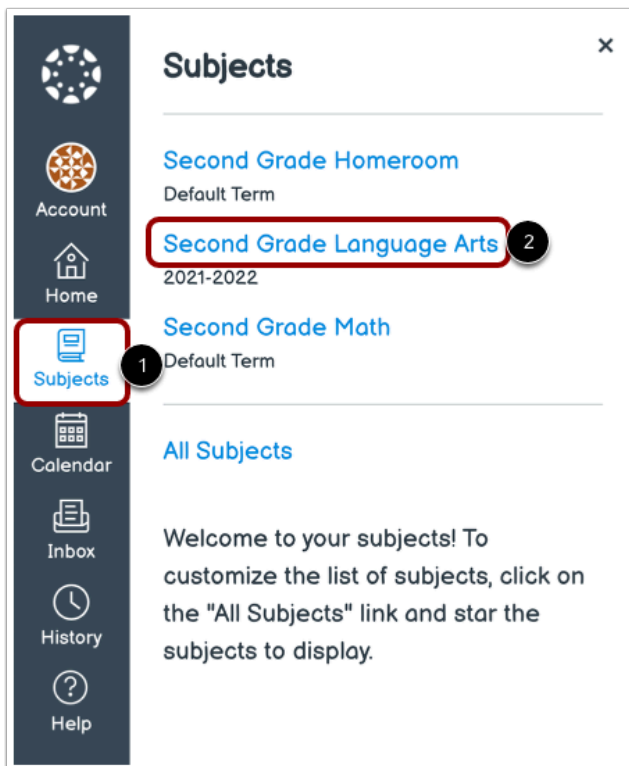 Subjects
×
Account
Home
Subjects
1
Calendar
Inbox
History
?
Help
Second Grade Homeroom
Default Term
Second Grade Language Arts
2
2021-2022
Second Grade Math
Default Term
All Subjects
Welcome to your subjects! To
customize the list of subjects, click on
the "All Subjects" link and star the
subjects to display.